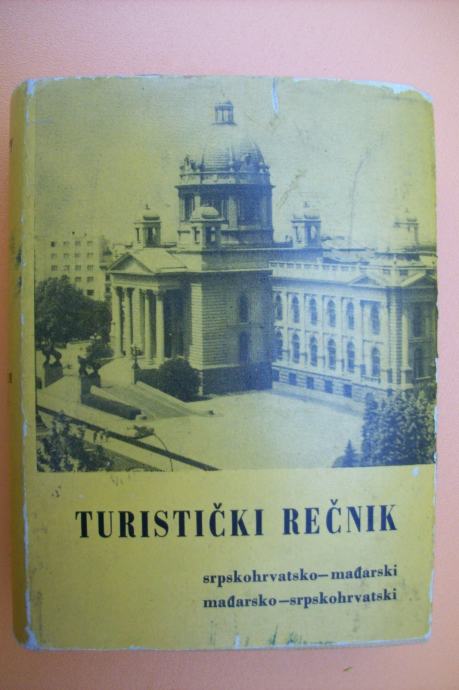 TURISTIČKI REČNIK
srpskohrvatsko—mađarski
mađarsko—srpskohrvatski